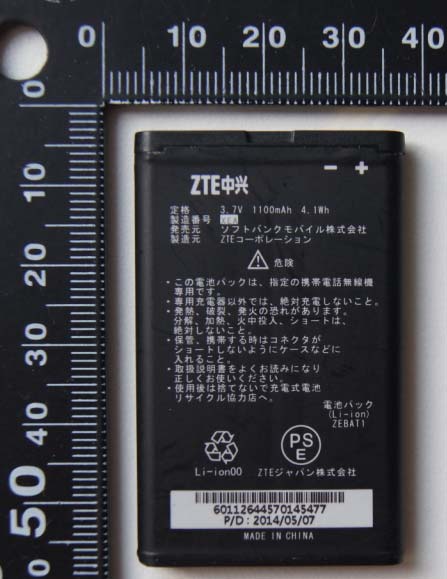 0 10 20 30 40
0
10
20
30
40
50
− +
ZTE中兴
定格 3.7V 1100mAh 4.1Wh
製造番号
発売元 ソフトバンクモバイル株式会社
製造元 ZTEコーポレーション
危険
・この電池パックは、指定の携帯電話無線機
専用です。
・専用充電器以外では、絶対充電しないこと。
・発熱、破裂、発火の恐れがあります。
分解、加熱、火中投入、ショートは、
絶対しないこと。
・保管、携帯する時はコネクタが
ショートしないようにケースなどに
入れること。
・取扱説明書をよくお読みになり
正しくお使いください。
・使用後は捨てないで充電式電池
リサイクル協力店へ。
電池パック
(Li-ion)
ZEBAT1
PS
E
Li-ion00 ZTEジャパン株式会社
60112644570145477
P/D : 2014/05/07
MADE IN CHINA